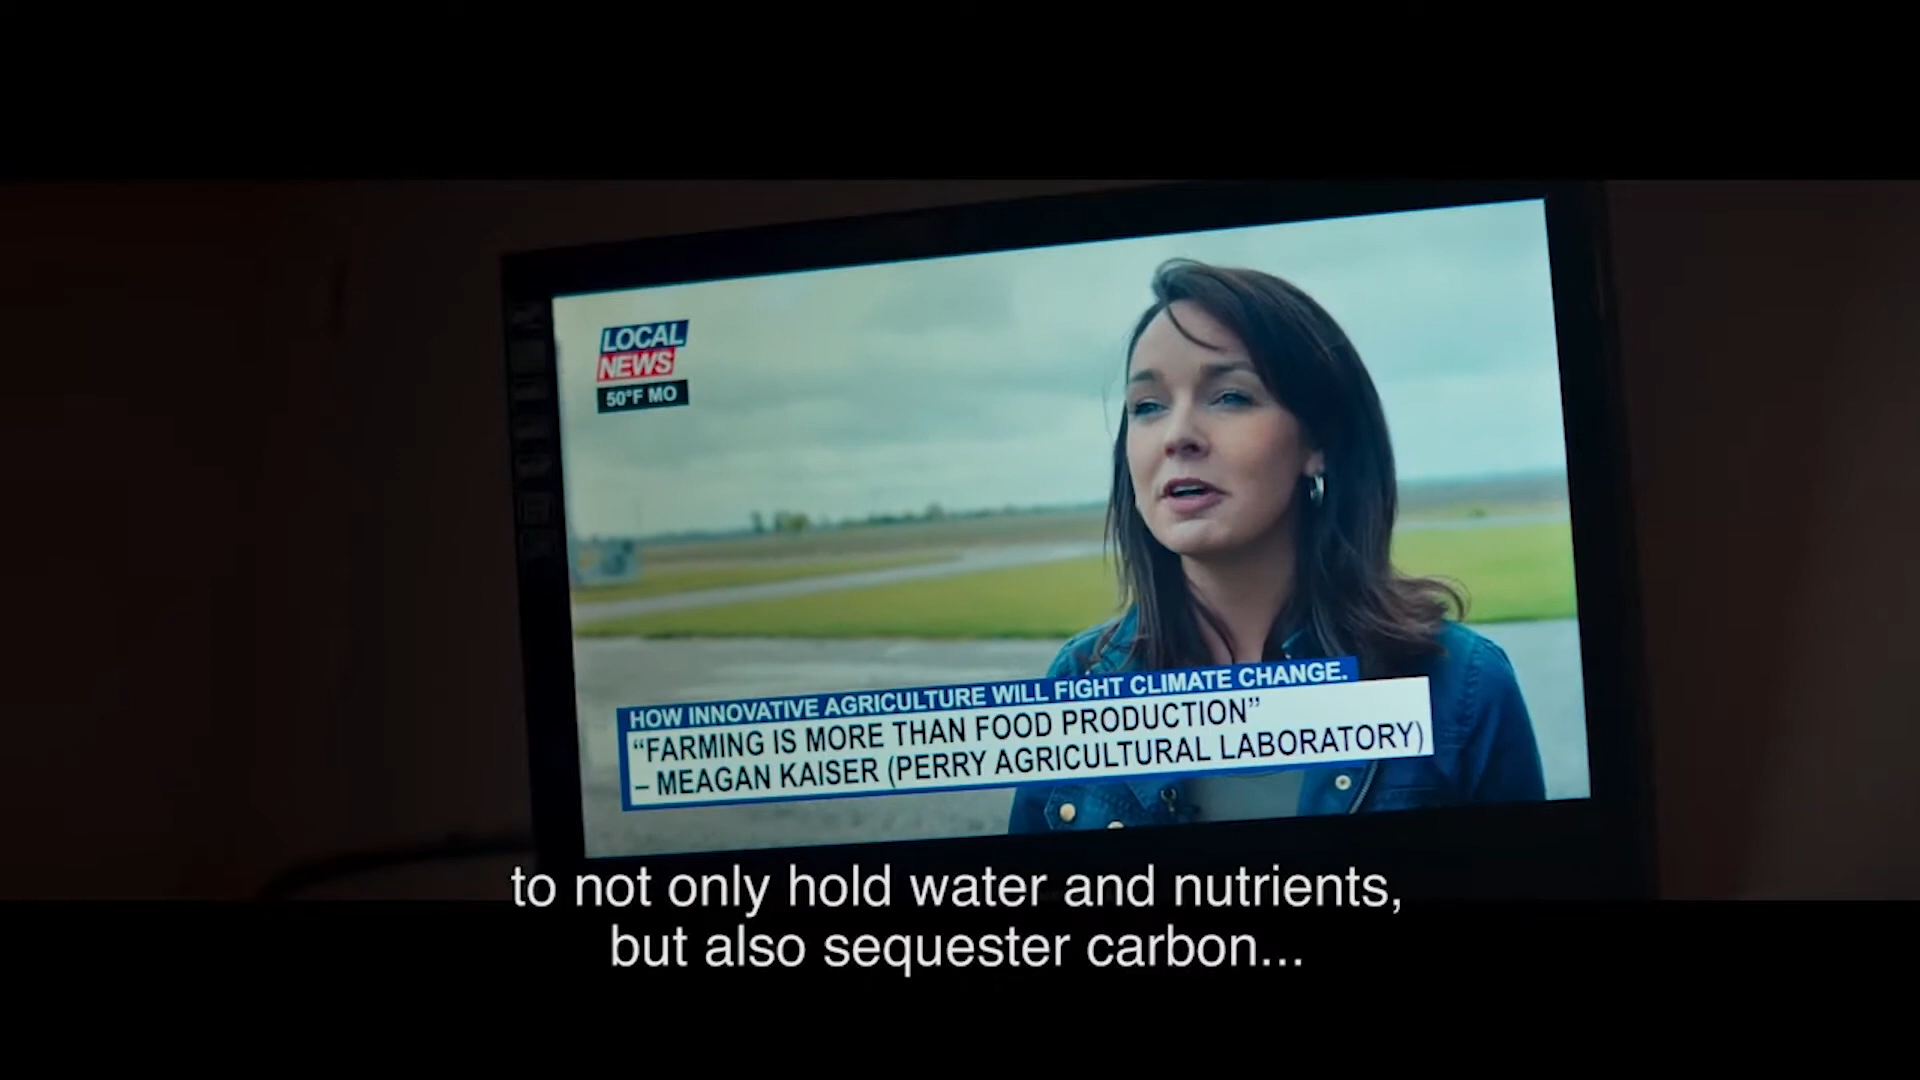 LOCAL
NEWS
50°F MO
HOW INNOVATIVE AGRICULTURE WILL FIGHT CLIMATE CHANGE.
“FARMING IS MORE THAN FOOD PRODUCTION”
– MEAGAN KAISER (PERRY AGRICULTURAL LABORATORY)
to not only hold water and nutrients,
but also sequester carbon...